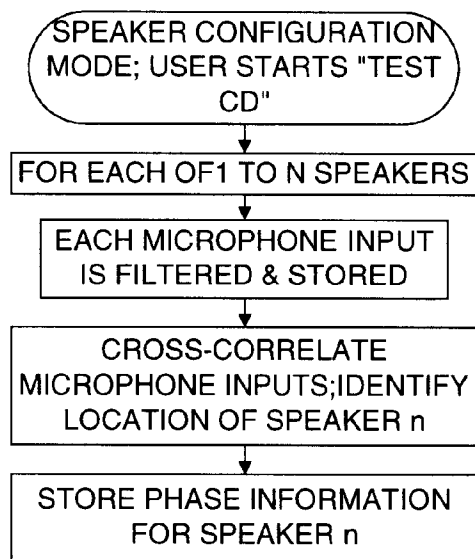 SPEAKER CONFIGURATION
MODE; USER STARTS "TEST
CD"
FOR EACH OF1 TO N SPEAKERS
EACH MICROPHONE INPUT
IS FILTERED & STORED
CROSS-CORRELATE
MICROPHONE INPUTS;IDENTIFY
LOCATION OF SPEAKER n
STORE PHASE INFORMATION
FOR SPEAKER n